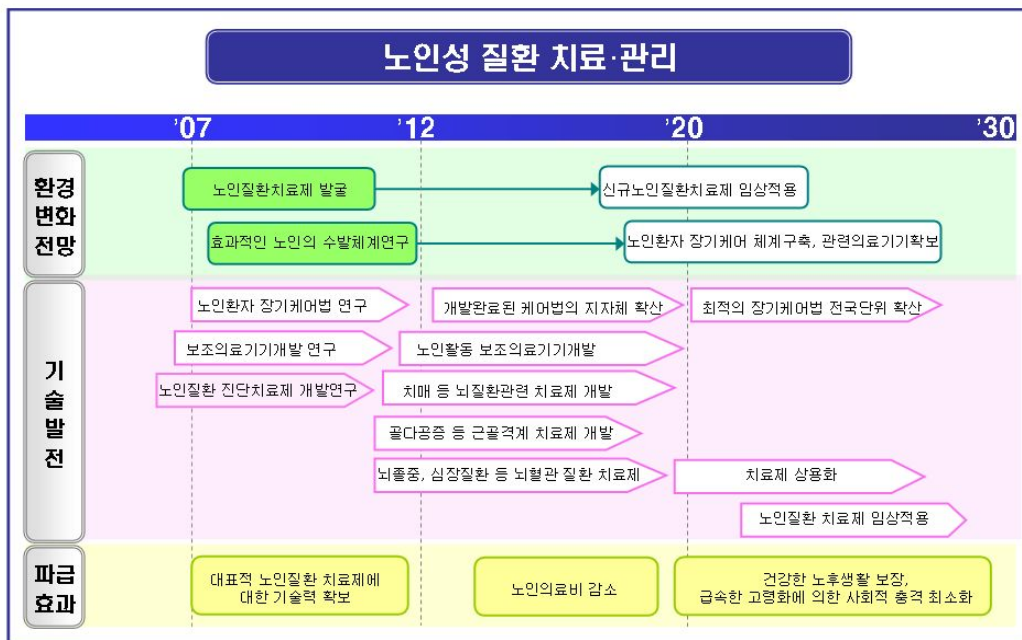 노인성 질환 치료·관리
'07 '12 '20 '30
환경
변화
전망
노인질환치료제 발굴
신규노인질환치료제 임상적용
효과적인 노인의 수발체계연구
노인환자 장기케어 체계구축, 관련의료기기확보
기
술
발
전
노인환자 장기케어법 연구
개발완료된 케어법의 지자체 확산
최적의 장기케어법 전국단위 확산
보조의료기기개발 연구
노인활동 보조의료기기개발
노인질환 진단치료제 개발연구
치매 등 뇌질환관련 치료제 개발
골다공증 등 근골격계 치료제 개발
뇌졸중, 심장질환 등 뇌혈관 질환 치료제
치료제 상용화
노인질환 치료제 임상적용
파급
효과
대표적 노인질환 치료제에
대한 기술력 확보
노인의료비 감소
건강한 노후생활 보장,
급속한 고령화에 의한 사회적 충격 최소화